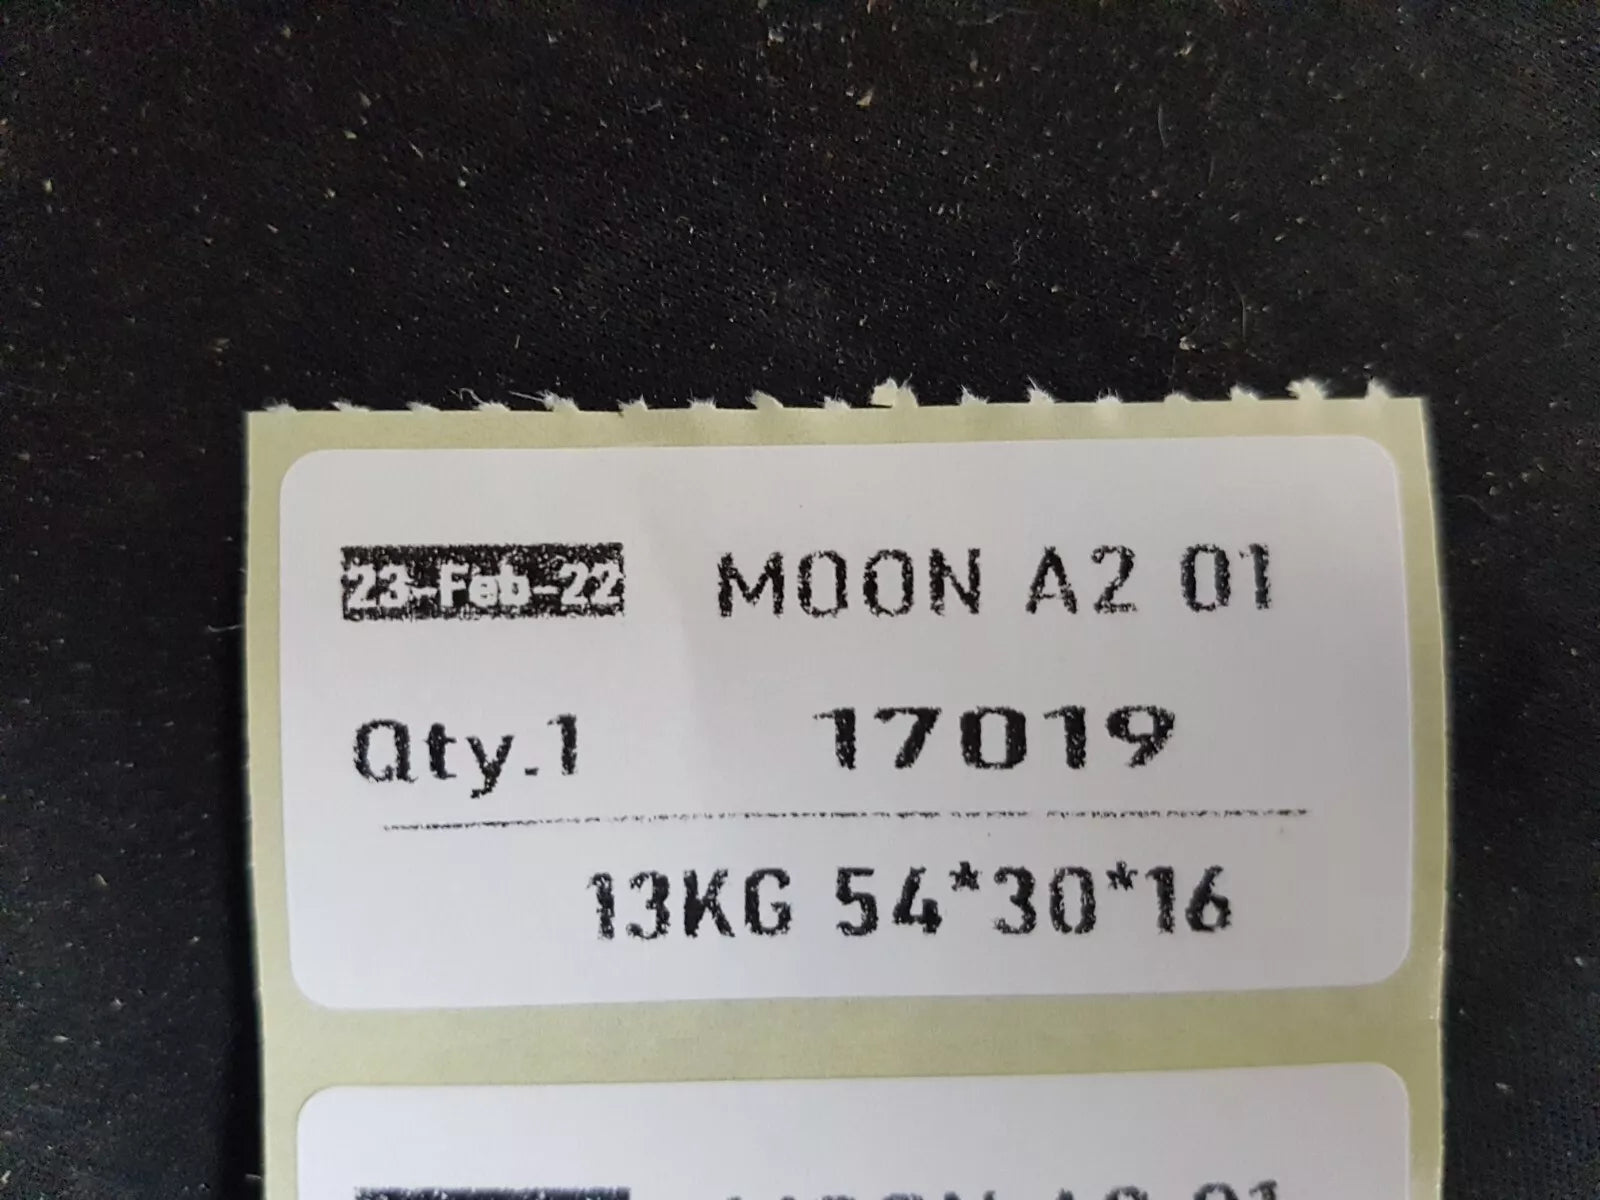 23-Feb-22 MOON A2 01
Qty.1 17019
13KG 54*30*16